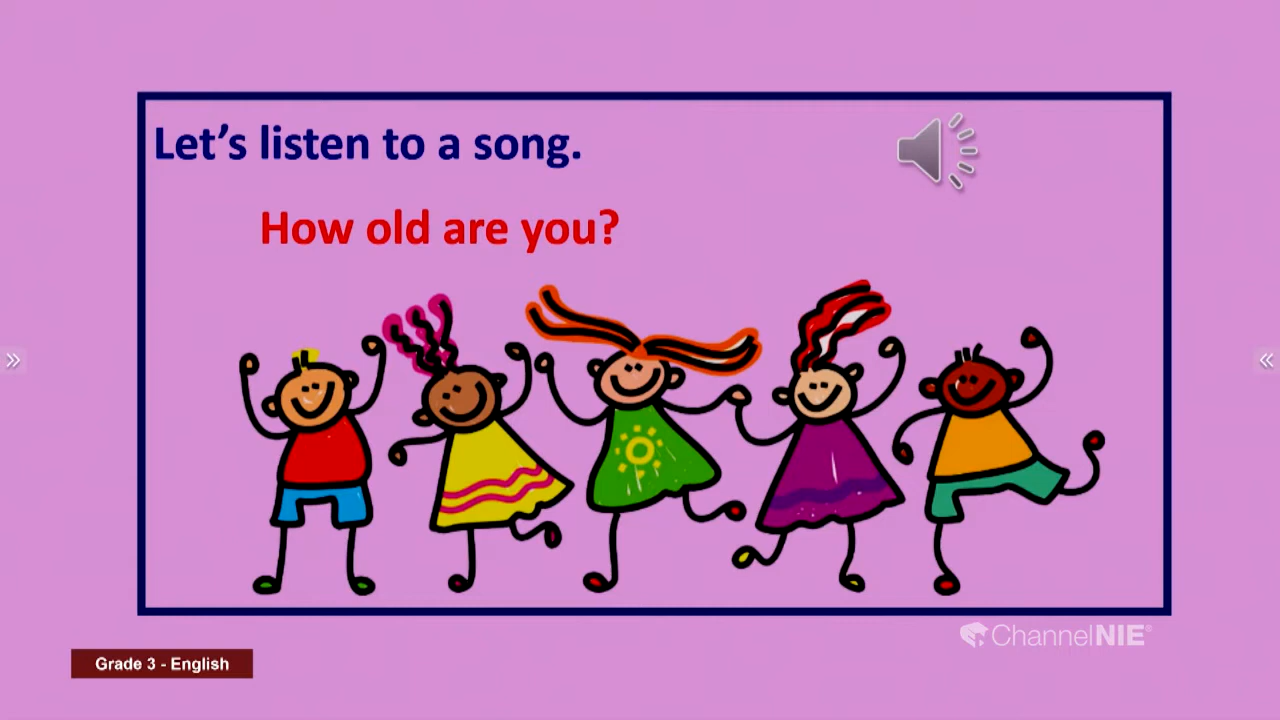 Let's listen to a song.
How old are you?
ChannelNIE®
Grade 3 - English